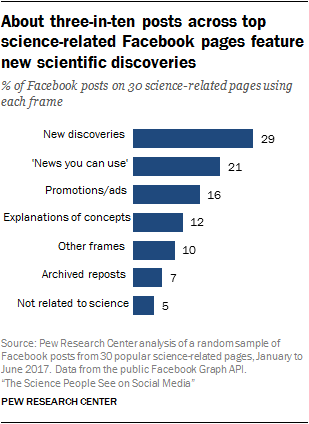 About three-in-ten posts across top
science-related Facebook pages feature
new scientific discoveries
% of Facebook posts on 30 science-related pages using
each frame
New discoveries 29
'News you can use' 21
Promotions/ads 16
Explanations of concepts 12
Other frames 10
Archived reposts 7
Not related to science 5
Source: Pew Research Center analysis of a random sample of
Facebook posts from 30 popular science-related pages, January to
June 2017. Data from the public Facebook Graph API.
“The Science People See on Social Media”
PEW RESEARCH CENTER